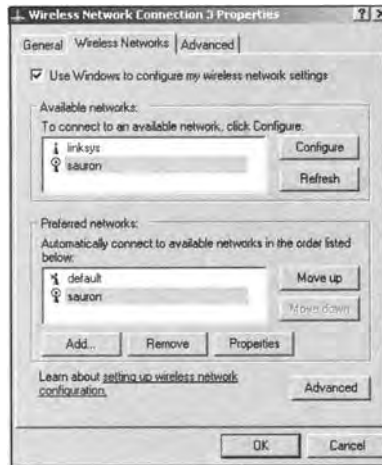 Wireless Network Connection 3 Properties ? x
General Wireless Networks Advanced
Use Windows to configure my wireless network settings
Available networks:
To connect to an available network, click Configure:
linksys
sauron
Configure
Refresh
Preferred networks:
Automatically connect to available networks in the order listed
below:
default
sauron
Move up
Move down
Add... Remove Properties
Learn about setting up wireless network
configuration.
Advanced
OK Cancel